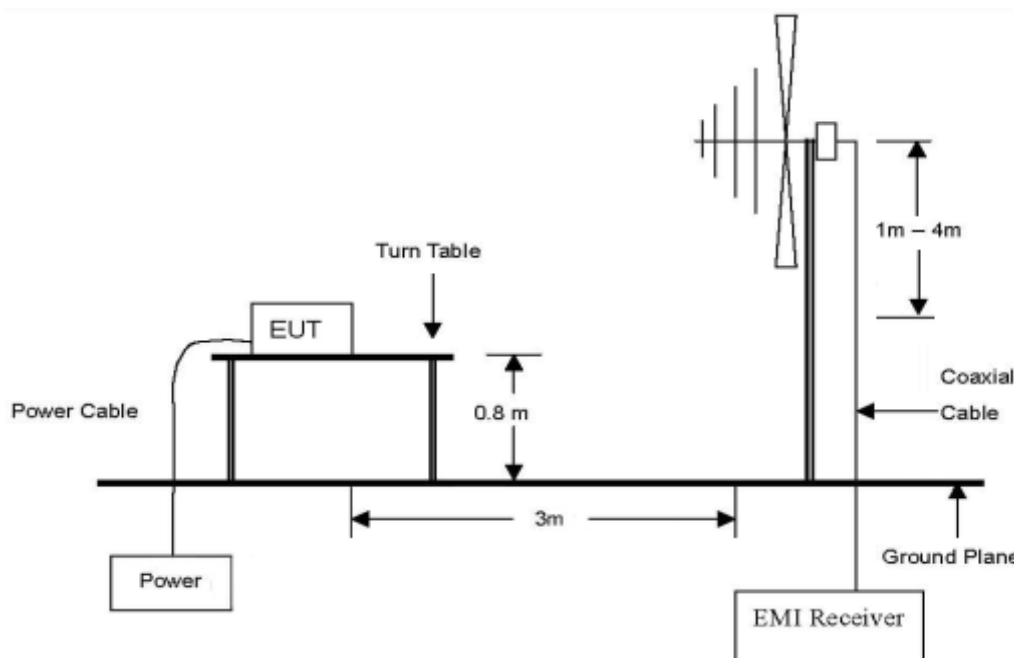 1m – 4m
Turn Table
EUT
Coaxial
Cable
Power Cable
0.8 m
3m
Ground Plane
Power
EMI Receiver